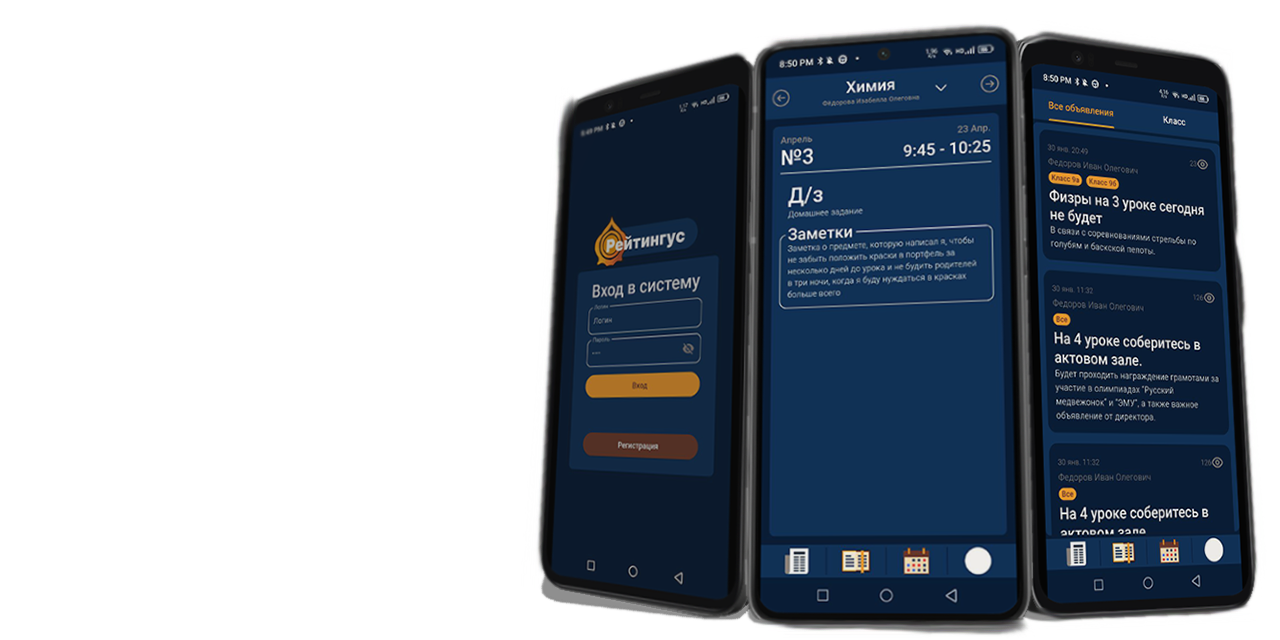 8:49 PM
Рейтингус
Вход в систему
Логин
Логин
Пароль
Вход
Регистрация
8:50 PM
Химия
Фёдорова Изабелла Олеговна
Апрель
23 Апр.
№3
9:45 - 10:25
Д/з
Домашнее задание
Заметки
Заметка о предмете, которую написал я, чтобы
не забыть положить краски в портфель за
несколько дней до урока и не будить родителей
в три ночи, когда я буду нуждаться в красках
больше всего
8:50 PM
Все объявления
Класс
30 янв. 20:49
23
Федоров Иван Олегович
Класс 9а
Класс 9б
Физры на 3 уроке сегодня
не будет
В связи с соревнованиями стрельбы по
голубям и баскской пелоты.
30 янв. 11:32
126
Федоров Иван Олегович
Все
На 4 уроке соберитесь в
актовом зале.
Будет проходить награждение грамотами за
участие в олимпиадах "Русский
медвежонок" и "ЭМУ", а также важное
объявление от директора.
30 янв. 11:32
126
Федоров Иван Олегович
Все
На 4 уроке соберитесь в
актовом зале.